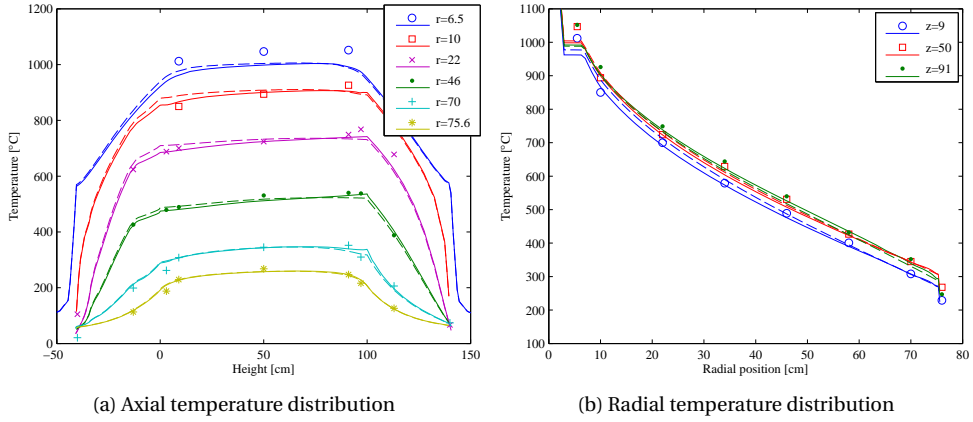 1200
1000
800
600
400
200
0
Temperature [°C]
−50
0
50
100
150
Height [cm]
r=6.5
r=10
r=22
r=46
r=70
r=75.6
(a) Axial temperature distribution
1100
1000
900
800
700
600
500
400
300
200
100
Temperature [°C]
0
10
20
30
40
50
60
70
80
Radial position [cm]
z=9
z=50
z=91
(b) Radial temperature distribution